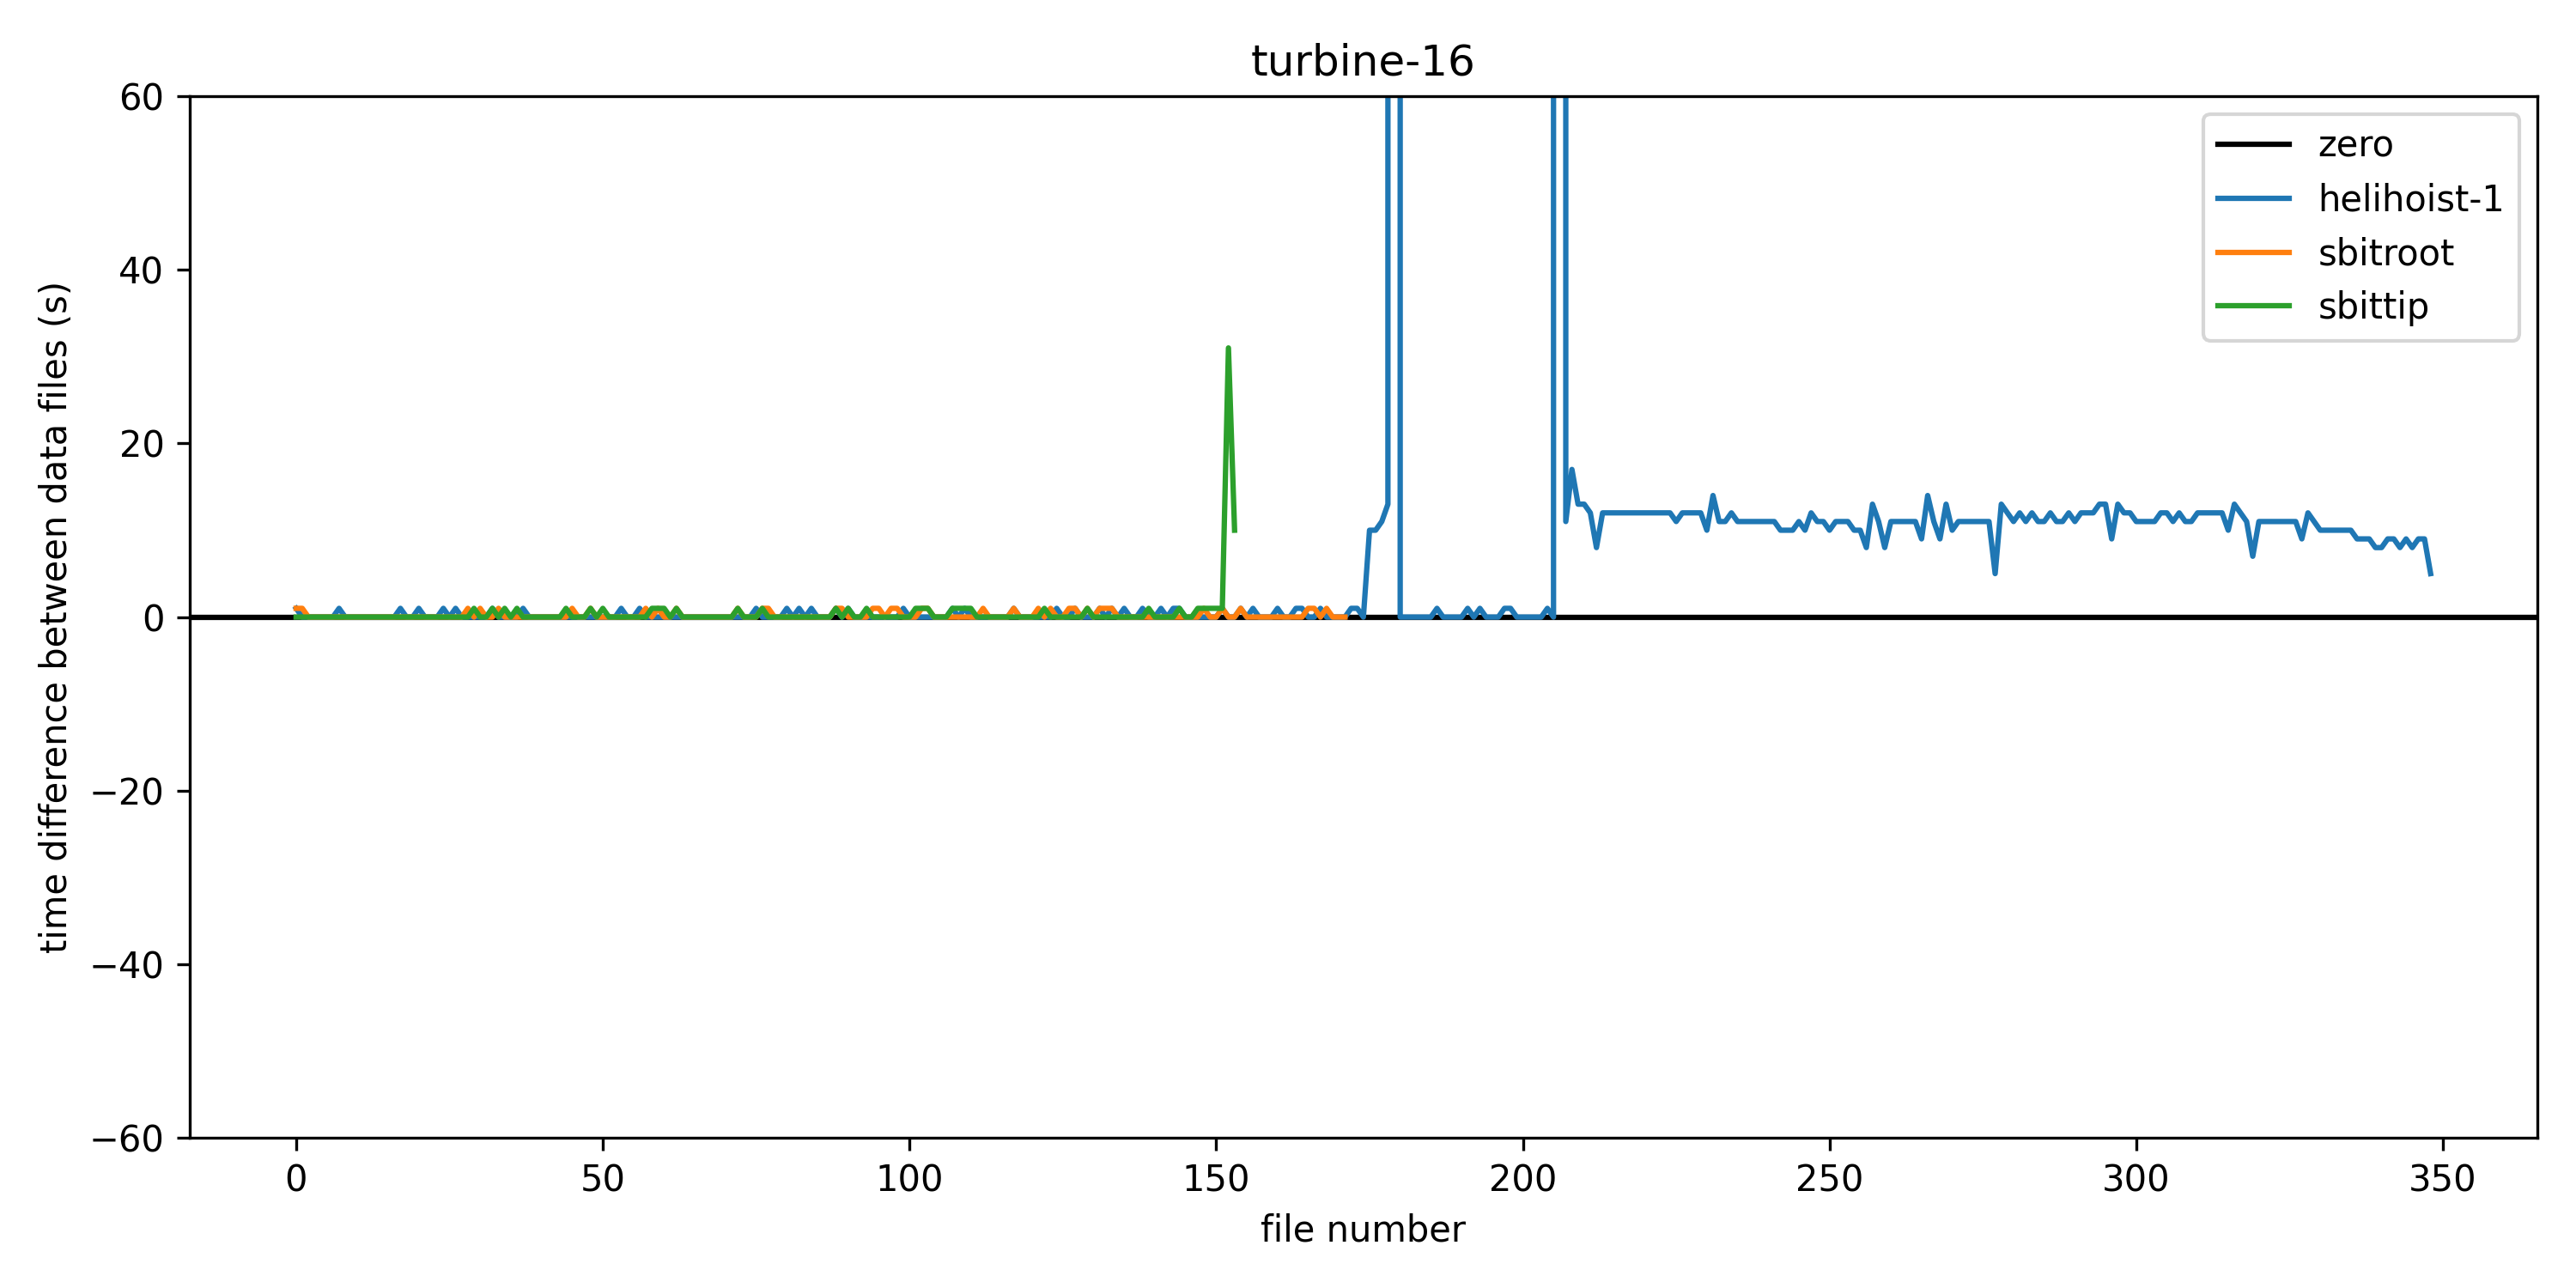 turbine-16
time difference between data files (s)
60
40
20
0
−20
−40
−60
zero
helihoist-1
sbitroot
sbittip
0 50 100 150 200 250 300 350
file number